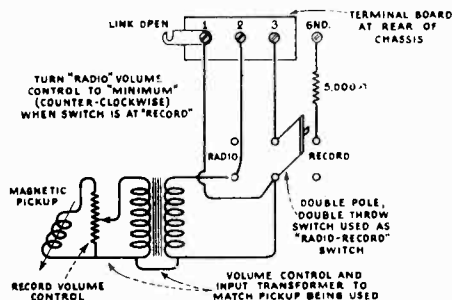 LINK OPEN
1
2
3
GND.
TERMINAL BOARD
AT REAR OF
CHASSIS
TURN "RADIO" VOLUME
CONTROL TO "MINIMUM"
(COUNTER-CLOCKWISE)
WHEN SWITCH IS AT "RECORD"
5,000 Ω
RADIO
RECORD
MAGNETIC
PICKUP
DOUBLE POLE,
DOUBLE THROW
SWITCH USED AS
"RADIO-RECORD"
SWITCH
RECORD VOLUME
CONTROL
VOLUME CONTROL AND
INPUT TRANSFORMER TO
MATCH PICKUP BEING USED